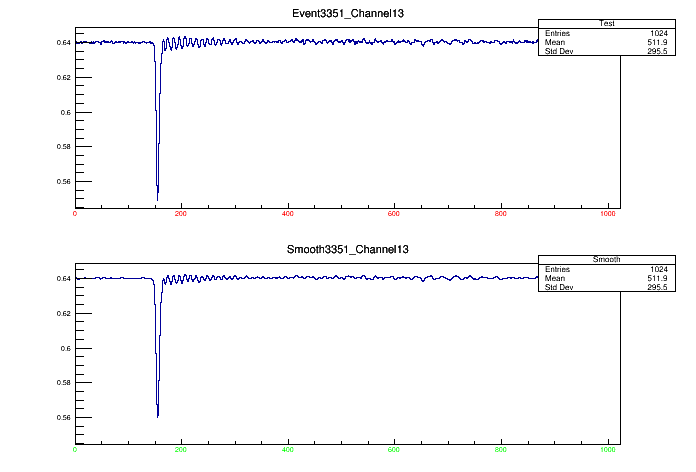 Event3351_Channel13
Test
Entries 1024
Mean 511.9
Std Dev 295.5
0.64
0.62
0.6
0.58
0.56
0 200 400 600 800 1000
Smooth3351_Channel13
Smooth
Entries 1024
Mean 511.9
Std Dev 295.5
0.64
0.62
0.6
0.58
0.56
0 200 400 600 800 1000